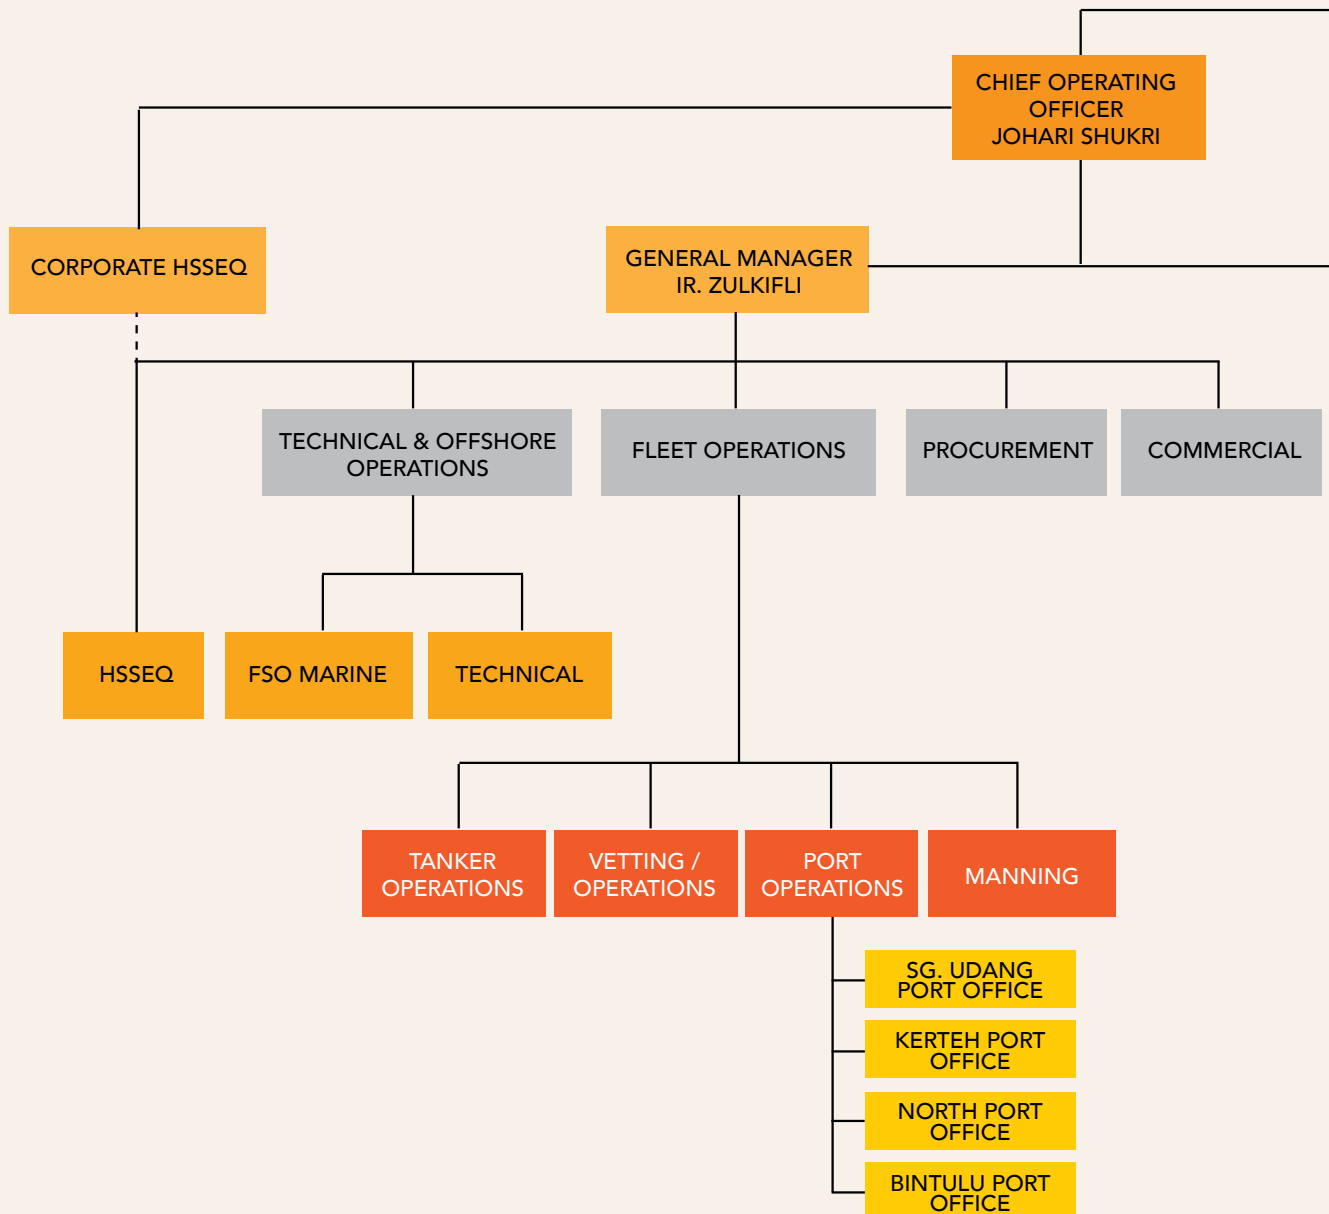 CHIEF OPERATING
OFFICER
JOHARI SHUKRI
CORPORATE HSSEQ
GENERAL MANAGER
IR. ZULKIFLI
TECHNICAL & OFFSHORE
OPERATIONS
FLEET OPERATIONS
PROCUREMENT
COMMERCIAL
HSSEQ
FSO MARINE
TECHNICAL
TANKER
OPERATIONS
VETTING /
OPERATIONS
PORT
OPERATIONS
MANNING
SG. UDANG
PORT OFFICE
KERTEH PORT
OFFICE
NORTH PORT
OFFICE
BINTULU PORT
OFFICE